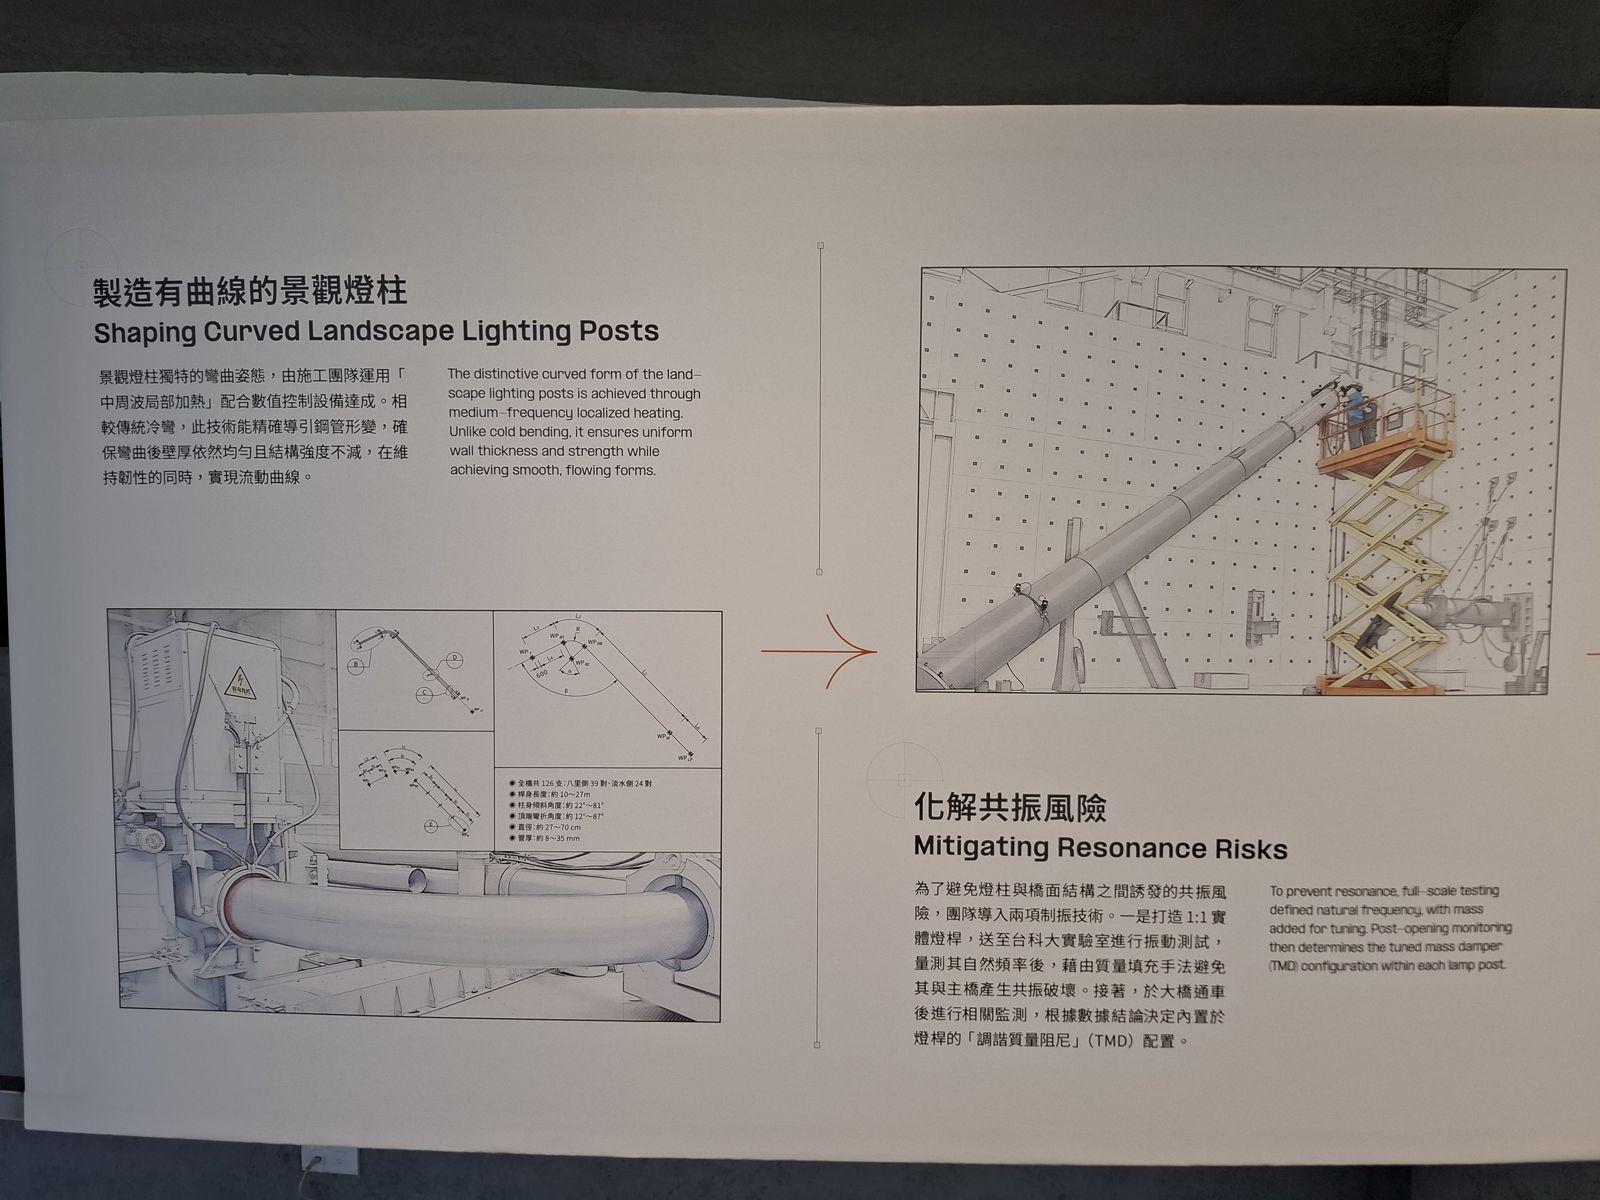 製造有曲線的景觀燈柱
Shaping Curved Landscape Lighting Posts
景觀燈柱獨特的彎曲姿態，由施工團隊運用「
中周波局部加熱」配合數值控制設備達成。相
較傳統冷彎，此技術能精確導引鋼管形變，確
保彎曲後壁厚依然均勻且結構強度不減，在維
持韌性的同時，實現流動曲線。
The distinctive curved form of the land-
scape lighting posts is achieved through
medium-frequency localized heating.
Unlike cold bending, it ensures uniform
wall thickness and strength while
achieving smooth, flowing forms.
B
D
C
E
600
R
α
β
L₂
L₁
WP
◉ 全橋共 126 支：八里側 39 對、淡水側 24 對
◉ 桿身長度：約 10～27m
◉ 柱身傾斜角度：約 22°～81°
◉ 頂端彎折角度：約 12°～87°
◉ 直徑：約 27～70 cm
◉ 管厚：約 8～35 mm
化解共振風險
Mitigating Resonance Risks
為了避免燈柱與橋面結構之間誘發的共振風
險，團隊導入兩項制振技術。一是打造 1:1 實
體燈桿，送至台科大實驗室進行振動測試，
量測其自然頻率後，藉由質量填充手法避免
其與主橋產生共振破壞。接著，於大橋通車
後進行相關監測，根據數據結論決定內置於
燈桿的「調諧質量阻尼」（TMD）配置。
To prevent resonance, full-scale testing
defined natural frequency, with mass
added for tuning. Post-opening monitoring
then determines the tuned mass damper
(TMD) configuration within each lamp post.